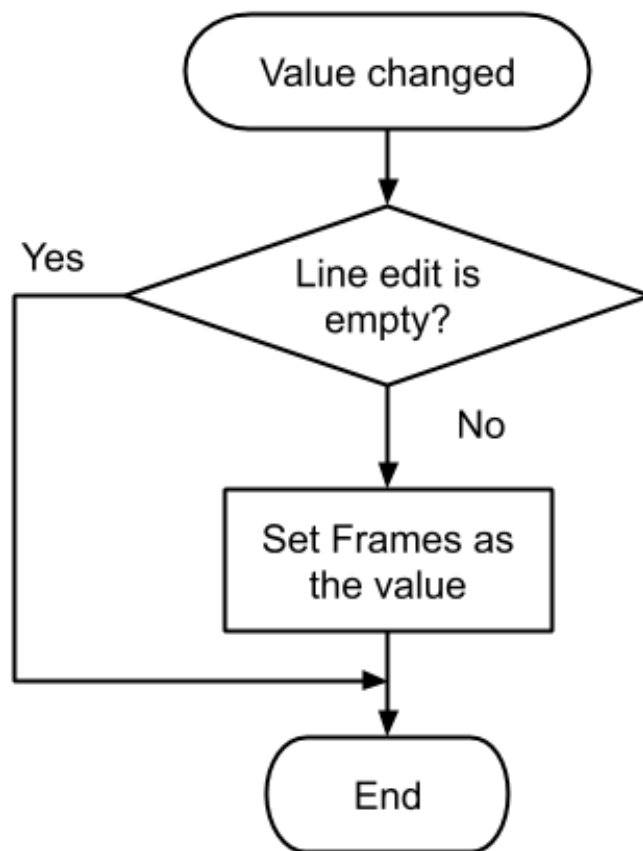 Value changed
Yes
Line edit is
empty?
No
Set Frames as
the value
End